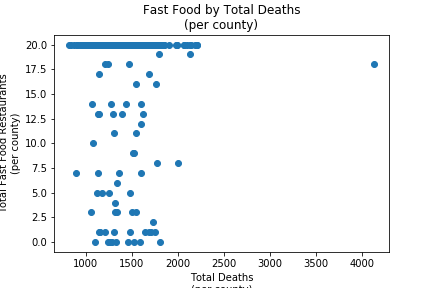 Fast Food by Total Deaths
(per county)
Total Fast Food Restaurants
(per county)
20.0
17.5
15.0
12.5
10.0
7.5
5.0
2.5
0.0
1000 1500 2000 2500 3000 3500 4000
Total Deaths
(per county)